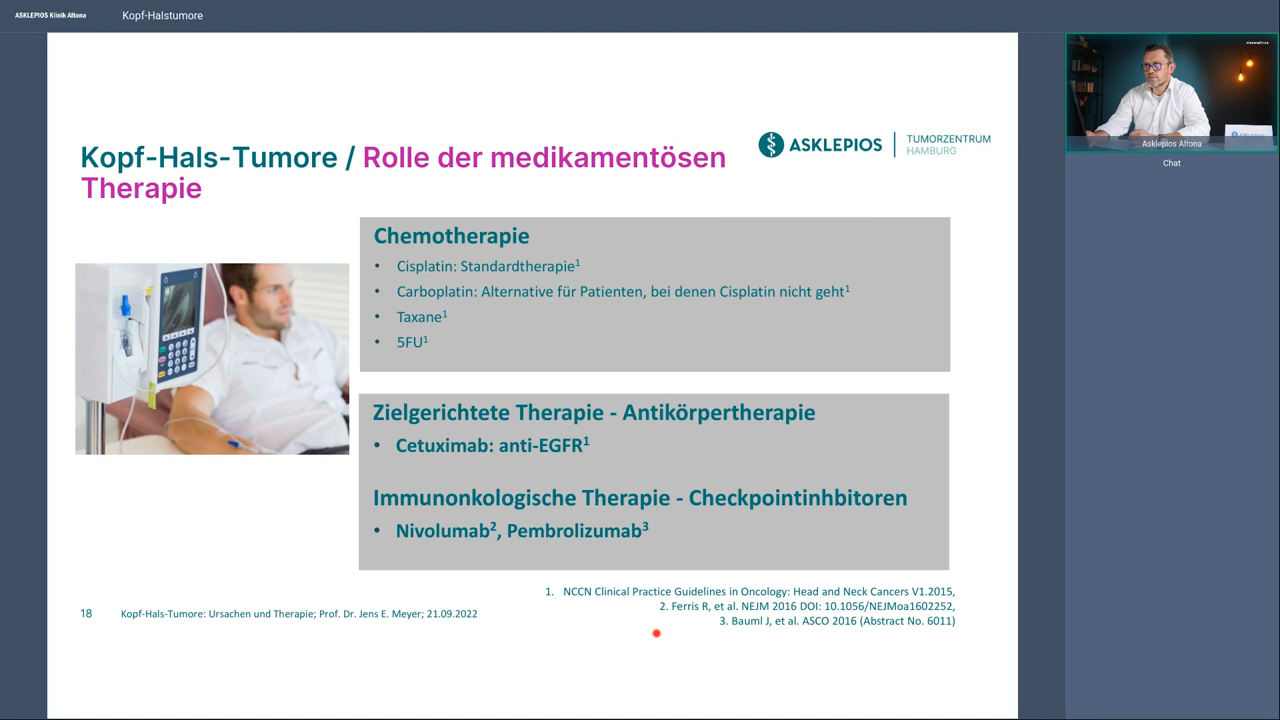 ASKLEPIOS Klinik Altona
Kopf-Halstumore
Kopf-Hals-Tumore / Rolle der medikamentösen
Therapie
ASKLEPIOS
TUMORZENTRUM
HAMBURG
Chemotherapie
• Cisplatin: Standardtherapie¹
• Carboplatin: Alternative für Patienten, bei denen Cisplatin nicht geht¹
• Taxane¹
• 5FU¹
Zielgerichtete Therapie - Antikörpertherapie
• Cetuximab: anti-EGFR¹
Immunonkologische Therapie - Checkpointinhbitoren
• Nivolumab², Pembrolizumab³
1. NCCN Clinical Practice Guidelines in Oncology: Head and Neck Cancers V1.2015,
2. Ferris R, et al. NEJM 2016 DOI: 10.1056/NEJMoa1602252,
3. Bauml J, et al. ASCO 2016 (Abstract No. 6011)
18
Kopf-Hals-Tumore: Ursachen und Therapie; Prof. Dr. Jens E. Meyer; 21.09.2022
Asklepios Altona
Chat